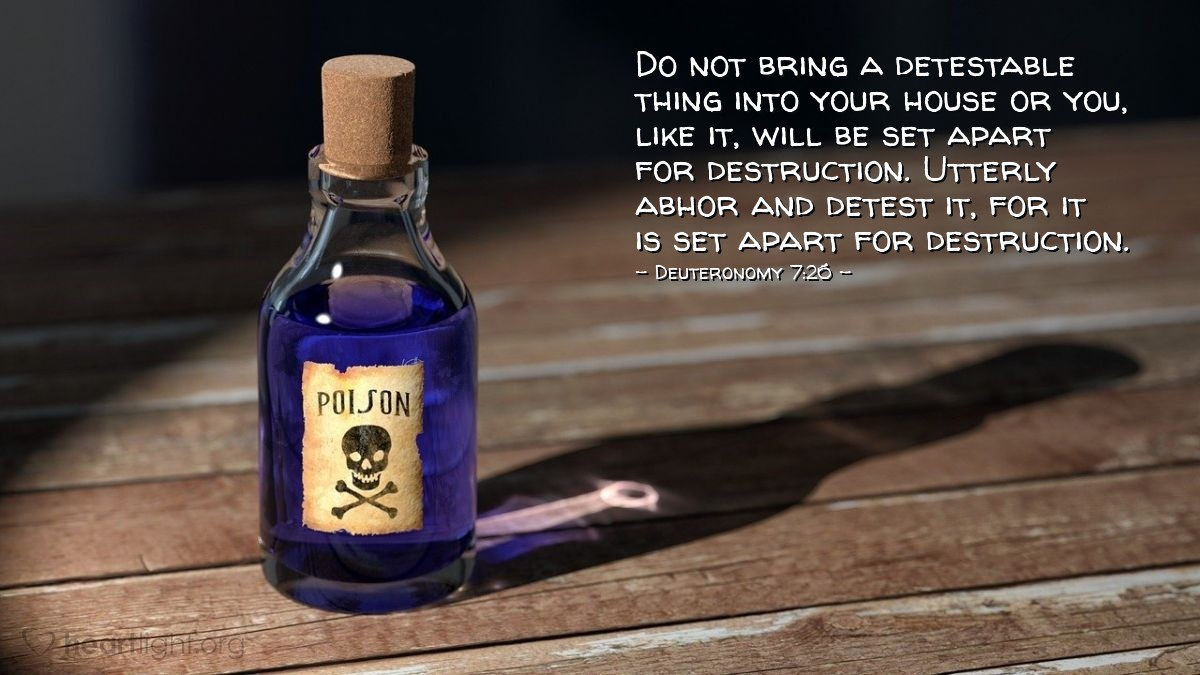 Do not bring a detestable
thing into your house or you,
like it, will be set apart
for destruction. Utterly
abhor and detest it, for it
is set apart for destruction.
- Deuteronomy 7:26 -
POISON
heartlight.org